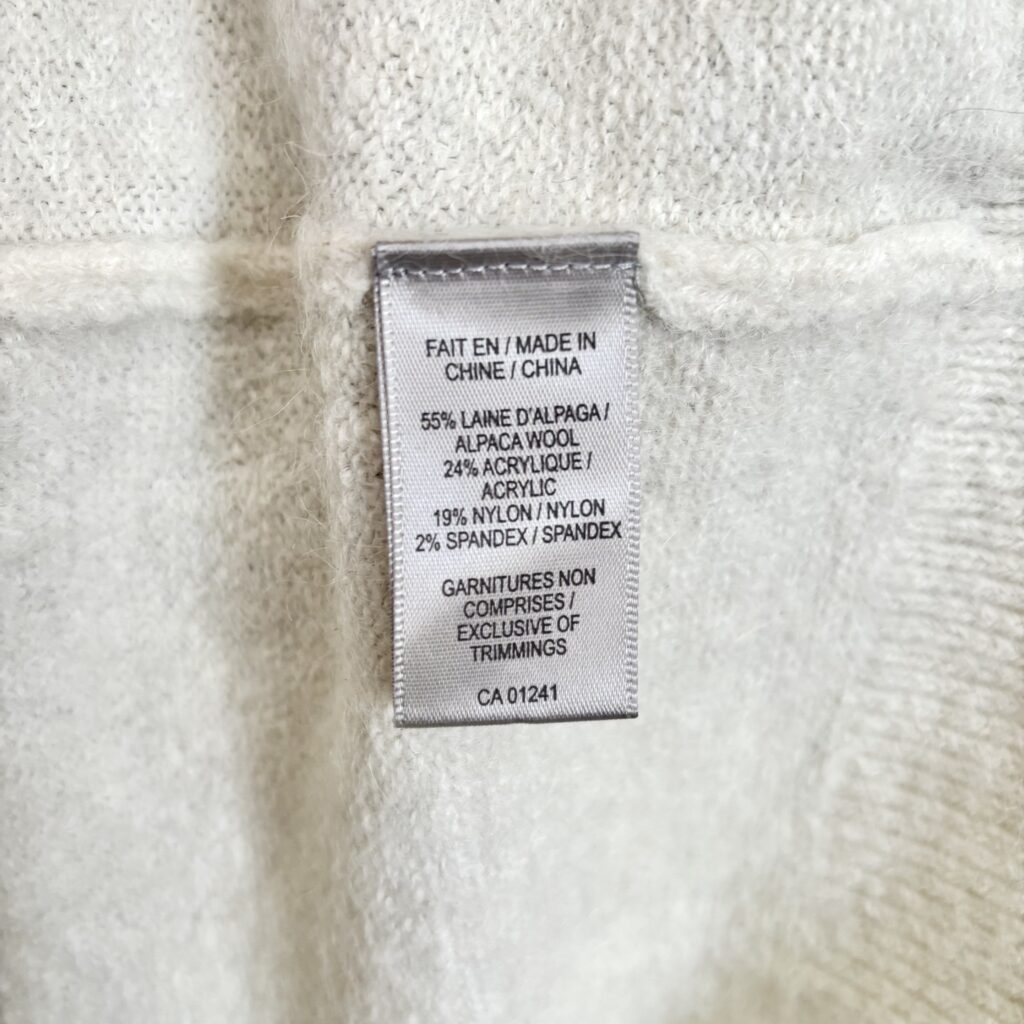 FAIT EN / MADE IN
CHINE / CHINA
55% LAINE D'ALPAGA /
ALPACA WOOL
24% ACRYLIQUE /
ACRYLIC
19% NYLON / NYLON
2% SPANDEX / SPANDEX
GARNITURES NON
COMPRISES /
EXCLUSIVE OF
TRIMMINGS
CA 01241